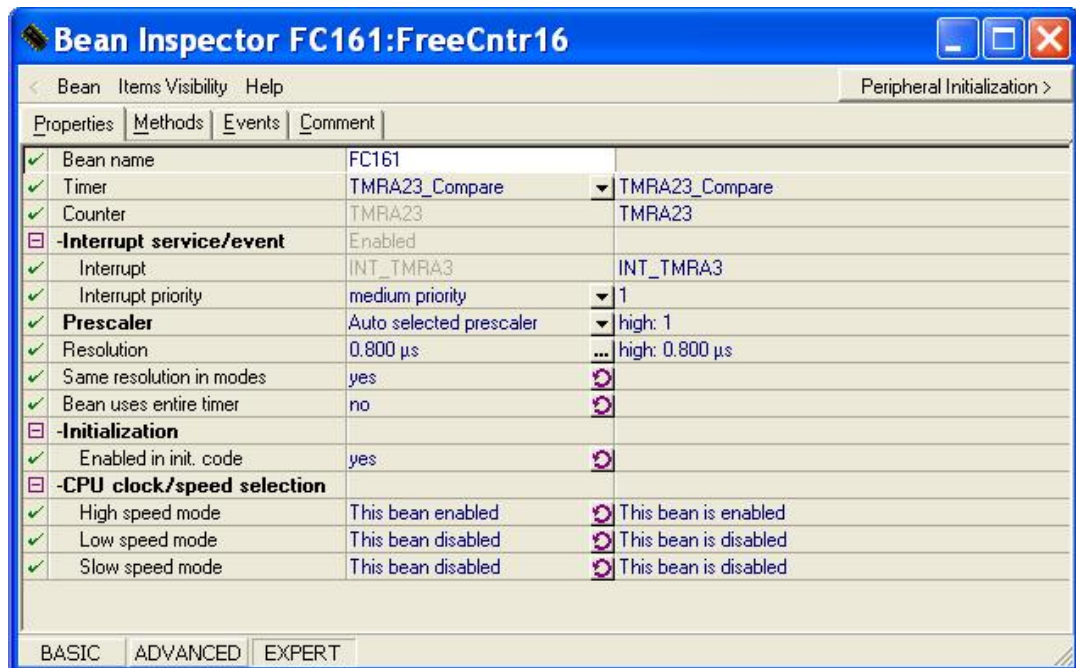 Bean Inspector FC161:FreeCntr16
< Bean Items Visibility Help Peripheral Initialization >
Properties Methods Events Comment
Bean name FC161
Timer TMRA23_Compare TMRA23_Compare
Counter TMRA23 TMRA23
-Interrupt service/event Enabled
Interrupt INT_TMRA3 INT_TMRA3
Interrupt priority medium priority 1
Prescaler Auto selected prescaler high: 1
Resolution 0.800 µs ... high: 0.800 µs
Same resolution in modes yes
Bean uses entire timer no
-Initialization
Enabled in init. code yes
-CPU clock/speed selection
High speed mode This bean enabled This bean is enabled
Low speed mode This bean disabled This bean is disabled
Slow speed mode This bean disabled This bean is disabled
BASIC ADVANCED EXPERT